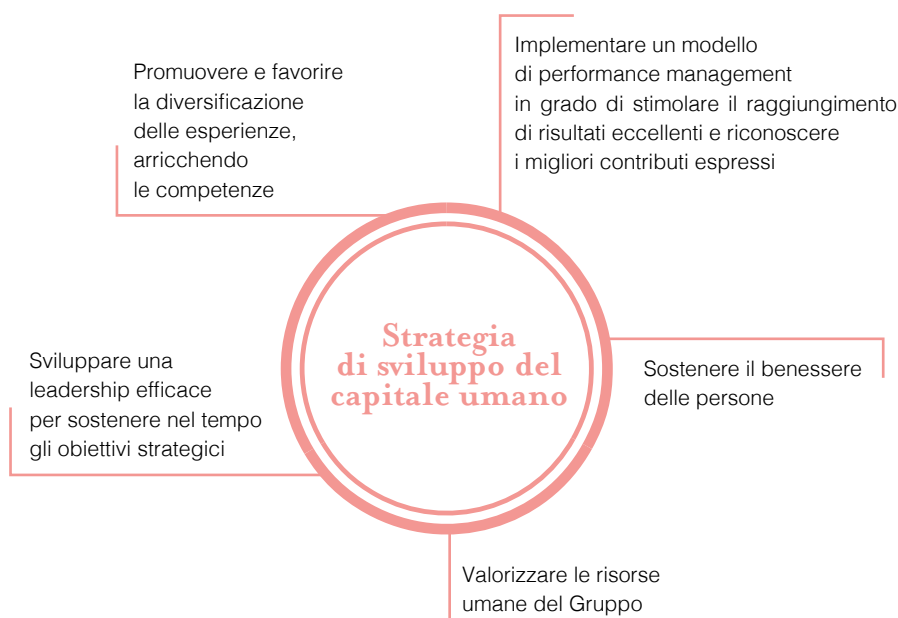 Promuovere e favorire
la diversificazione
delle esperienze,
arricchendo
le competenze
Implementare un modello
di performance management
in grado di stimolare il raggiungimento
di risultati eccellenti e riconoscere
i migliori contributi espressi
Strategia
di sviluppo del
capitale umano
Sviluppare una
leadership efficace
per sostenere nel tempo
gli obiettivi strategici
Sostenere il benessere
delle persone
Valorizzare le risorse
umane del Gruppo